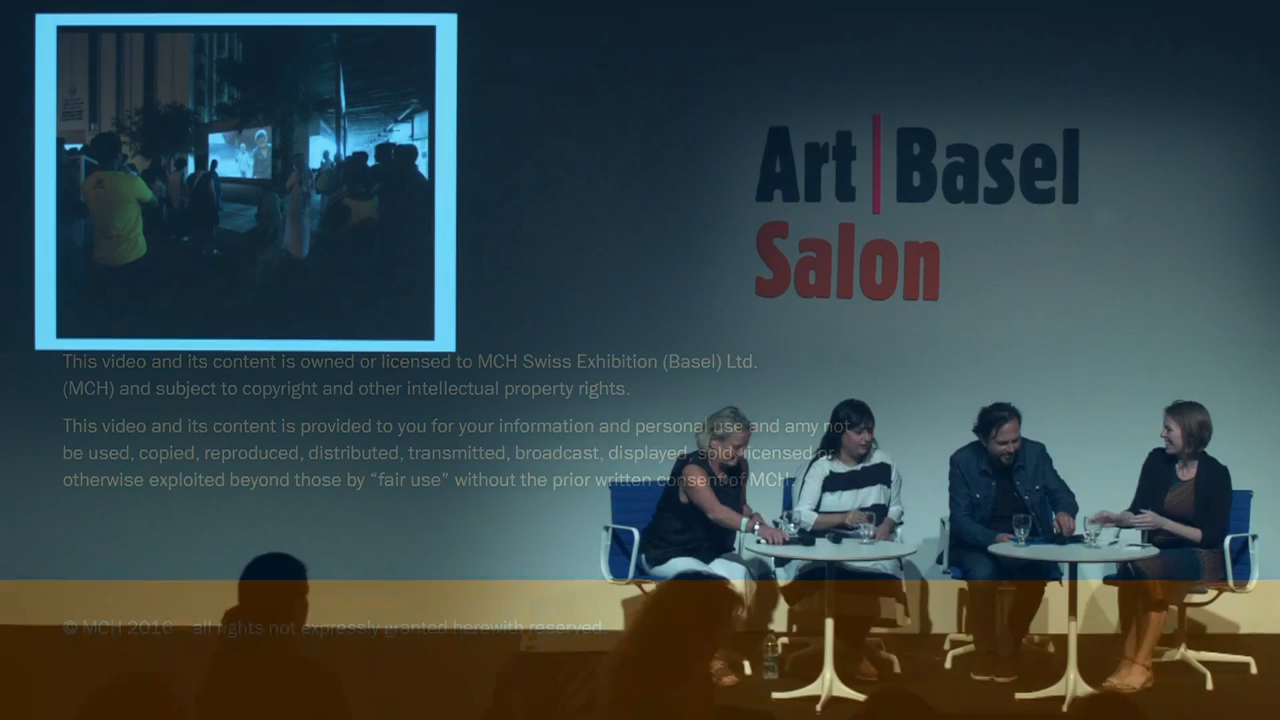 Art Basel
Salon
This video and its content is owned or licensed to MCH Swiss Exhibition (Basel) Ltd.
(MCH) and subject to copyright and other intellectual property rights.
This video and its content is provided to you for your information and personal use and amy not
be used, copied, reproduced, distributed, transmitted, broadcast, displayed, sold, licensed or
otherwise exploited beyond those by “fair use” without the prior written consent of MCH.
© MCH 2016 all rights not expressly granted herewith reserved.